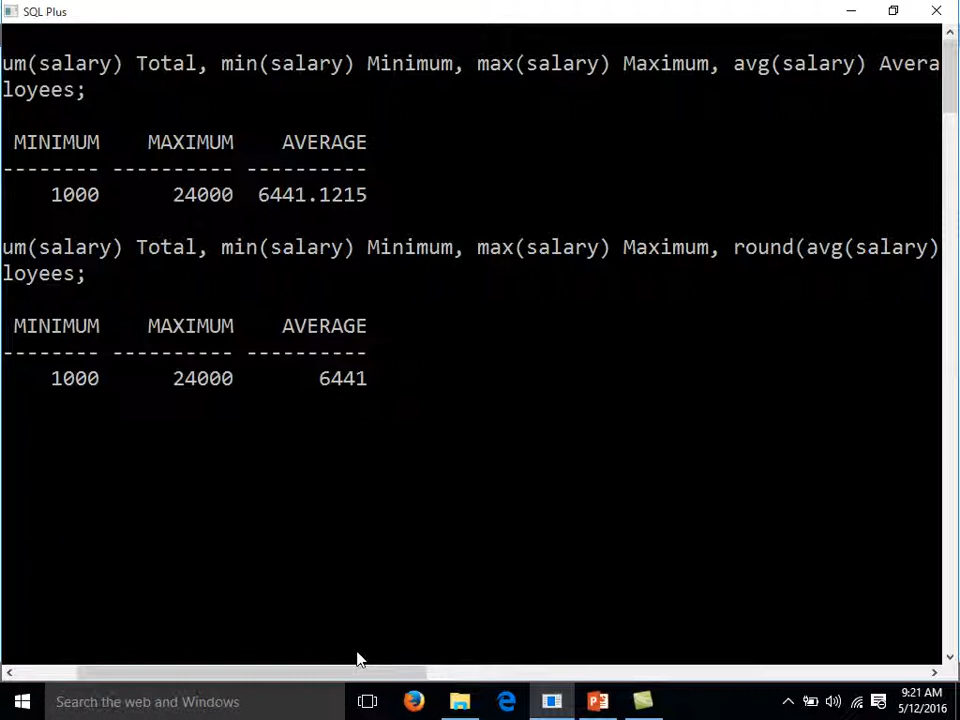 SQL Plus
um(salary) Total, min(salary) Minimum, max(salary) Maximum, avg(salary) Avera
loyees;
MINIMUM MAXIMUM AVERAGE
-------- ---------- ----------
1000 24000 6441.1215
um(salary) Total, min(salary) Minimum, max(salary) Maximum, round(avg(salary)
loyees;
MINIMUM MAXIMUM AVERAGE
-------- ---------- ----------
1000 24000 6441
Search the web and Windows
9:21 AM
5/12/2016